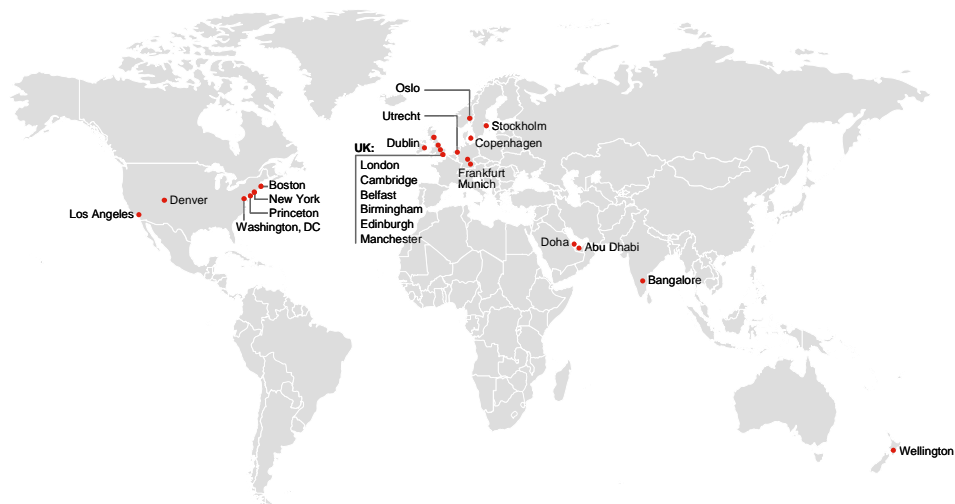 Oslo
Utrecht
Stockholm
Dublin
Copenhagen
UK:
London
Cambridge
Belfast
Birmingham
Edinburgh
Manchester
Frankfurt
Munich
Boston
New York
Princeton
Washington, DC
Denver
Los Angeles
Doha
Abu Dhabi
Bangalore
Wellington